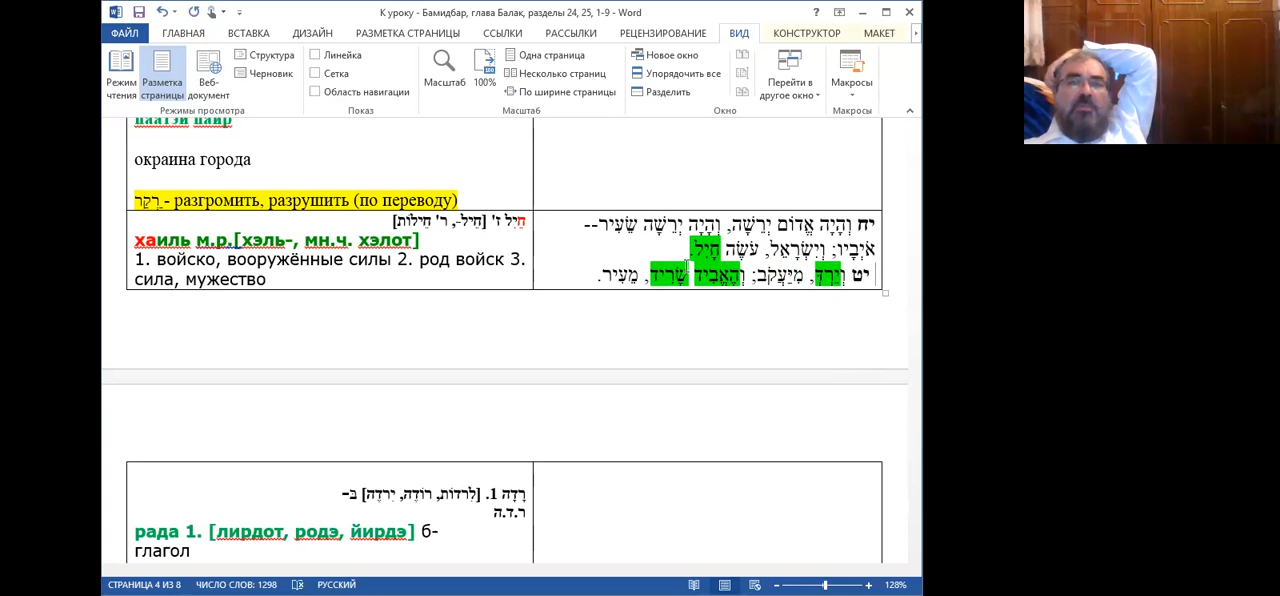 К уроку - Бамидбар, глава Балак, разделы 24, 25, 1-9 - Word
ФАЙЛ ГЛАВНАЯ ВСТАВКА ДИЗАЙН РАЗМЕТКА СТРАНИЦЫ ССЫЛКИ РАССЫЛКИ РЕЦЕНЗИРОВАНИЕ ВИД КОНСТРУКТОР МАКЕТ
Режим чтения
Разметка страницы
Веб-документ
Структура
Черновик
Режимы просмотра
Линейка
Сетка
Область навигации
Показ
Масштаб
100%
Одна страница
Несколько страниц
По ширине страницы
Масштаб
Новое окно
Упорядочить все
Разделить
Окно
Перейти в другое окно
Макросы
Макросы
окраина города
- разгромить, разрушить (по переводу)
חַיִל ז' [חֵיל-, ר' חֵילוֹת]
хаиль м.р.[хэль-, мн.ч. хэлот]
1. войско, вооружённые силы 2. род войск 3.
сила, мужество
יח וְהָיָה אֱדוֹם יְרֵשָׁה, וְהָיָה יְרֵשָׁה שֵׂעִיר--
אֹיְבָיו; וְיִשְׂרָאֵל, עֹשֶׂה חָיִל.
יט וְיֵרְדְּ, מִיַּעֲקֹב; וְהֶאֱבִיד שָׂרִיד, מֵעִיר.
רָדָה 1. [לִרְדּוֹת, רוֹדֶה, יִרְדֶּה] בּ-
ר.ד.ה
рада 1. [лирдот, родэ, йирдэ] б-
глагол
СТРАНИЦА 4 ИЗ 8 ЧИСЛО СЛОВ: 1298 РУССКИЙ 128%